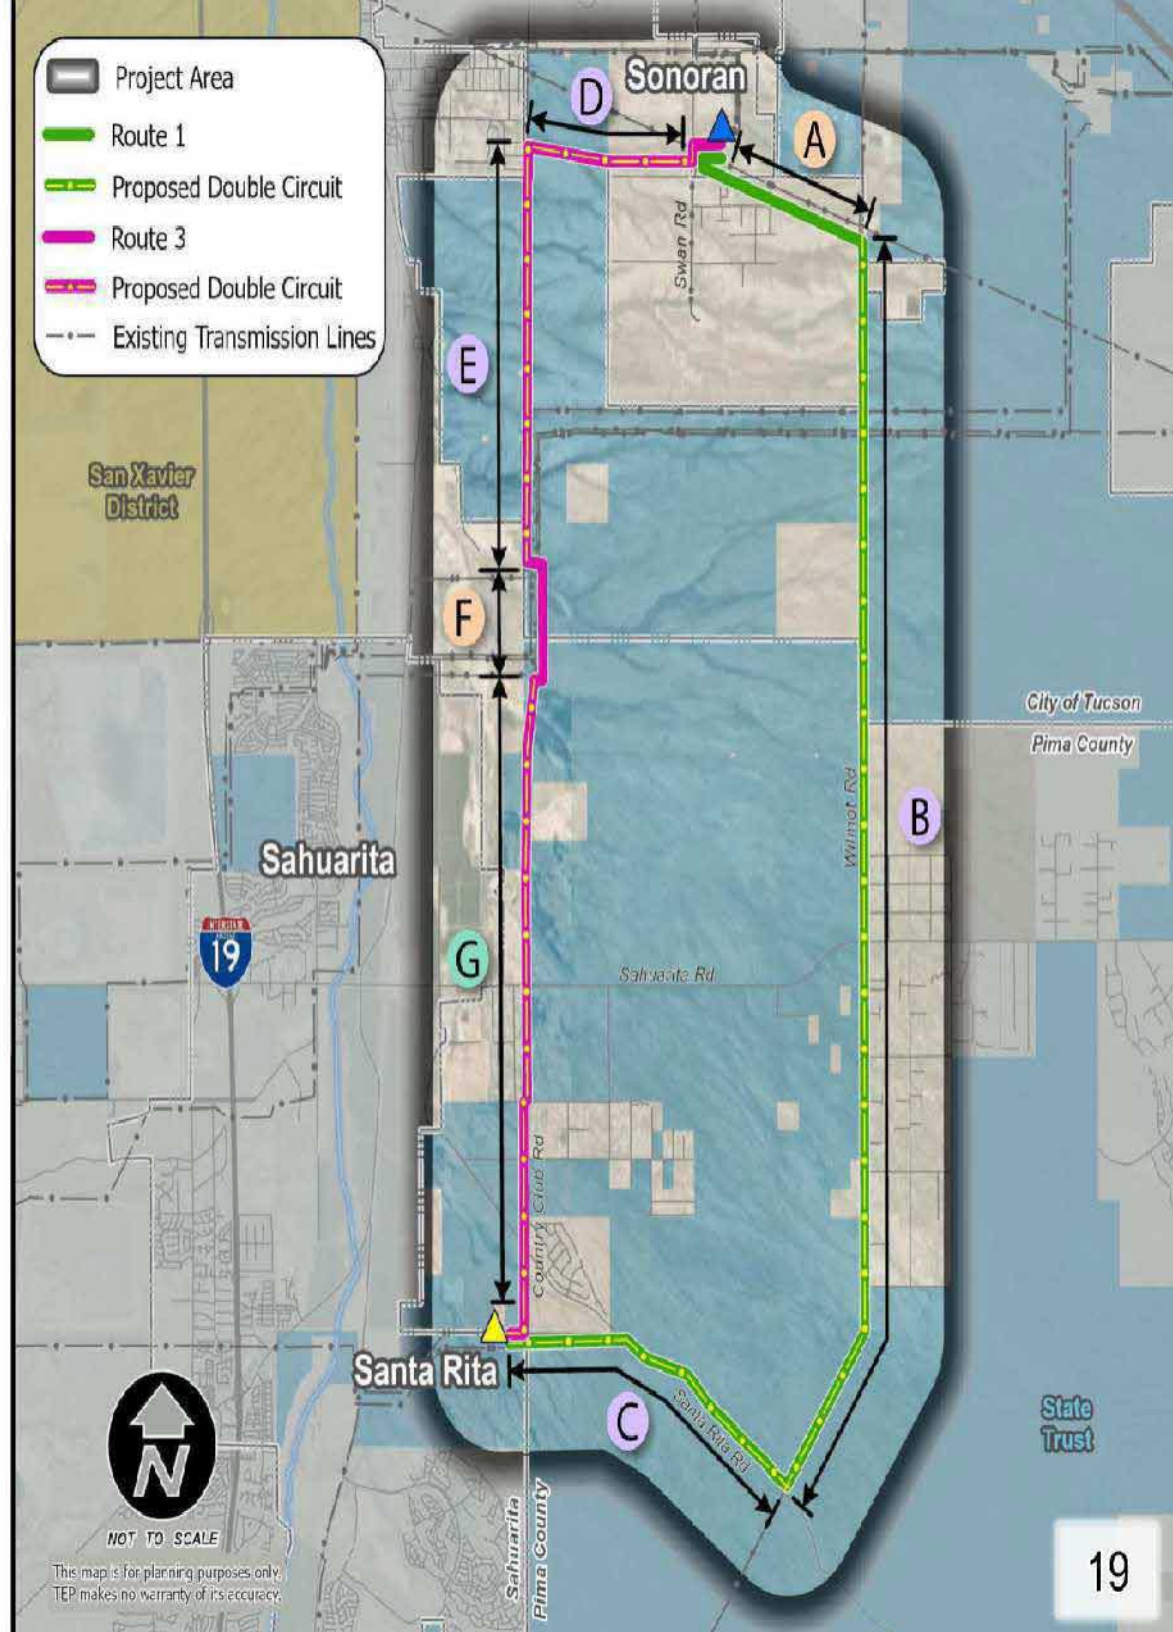 Project Area
Route 1
Proposed Double Circuit
Route 3
Proposed Double Circuit
Existing Transmission Lines
Sonoran
D
A
Swan Rd
E
San Xavier
District
F
City of Tucson
Pima County
Wilmot Rd
B
Sahuarita
INTERSTATE
19
G
Sahuarita Rd
Country Club Rd
Santa Rita
C
Santa Rita Rd
State
Trust
N
NOT TO SCALE
This map is for planning purposes only.
TEP makes no warranty of its accuracy.
Sahuarita
Pima County
19